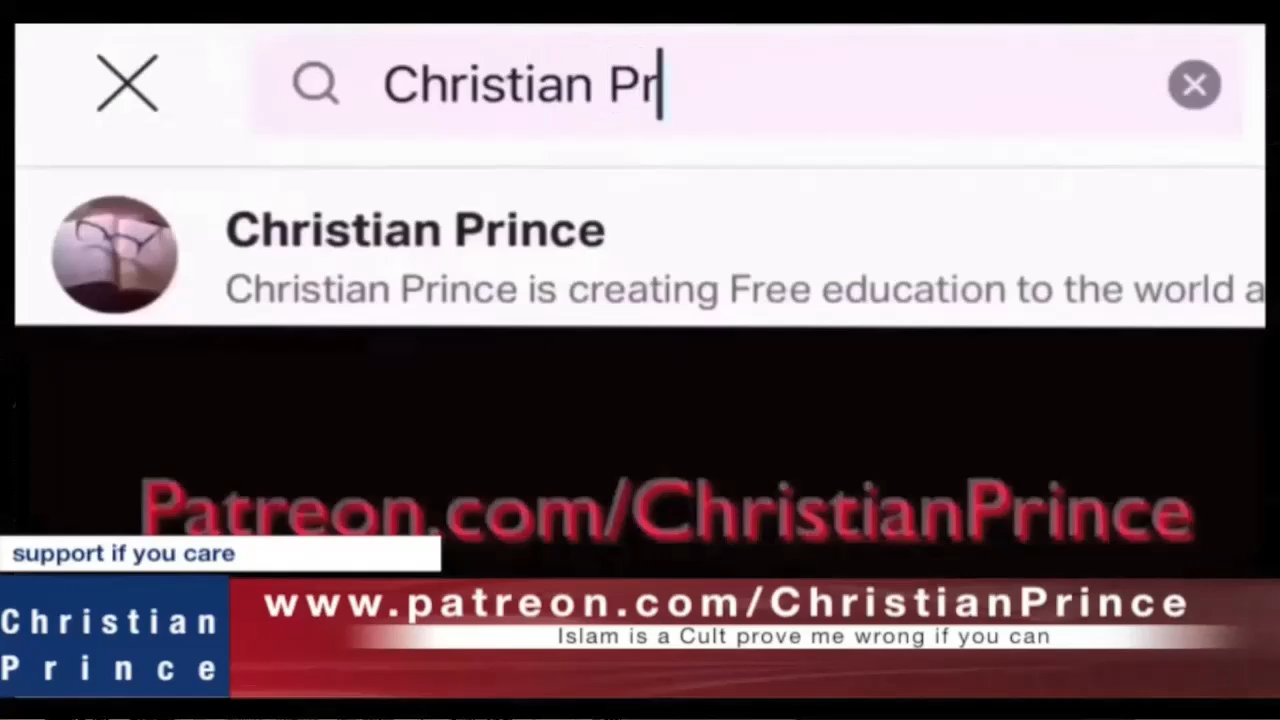 Christian Pr
Christian Prince
Christian Prince is creating Free education to the world a
Patreon.com/ChristianPrince
support if you care
Christian
Prince
www.patreon.com/ChristianPrince
Islam is a Cult prove me wrong if you can